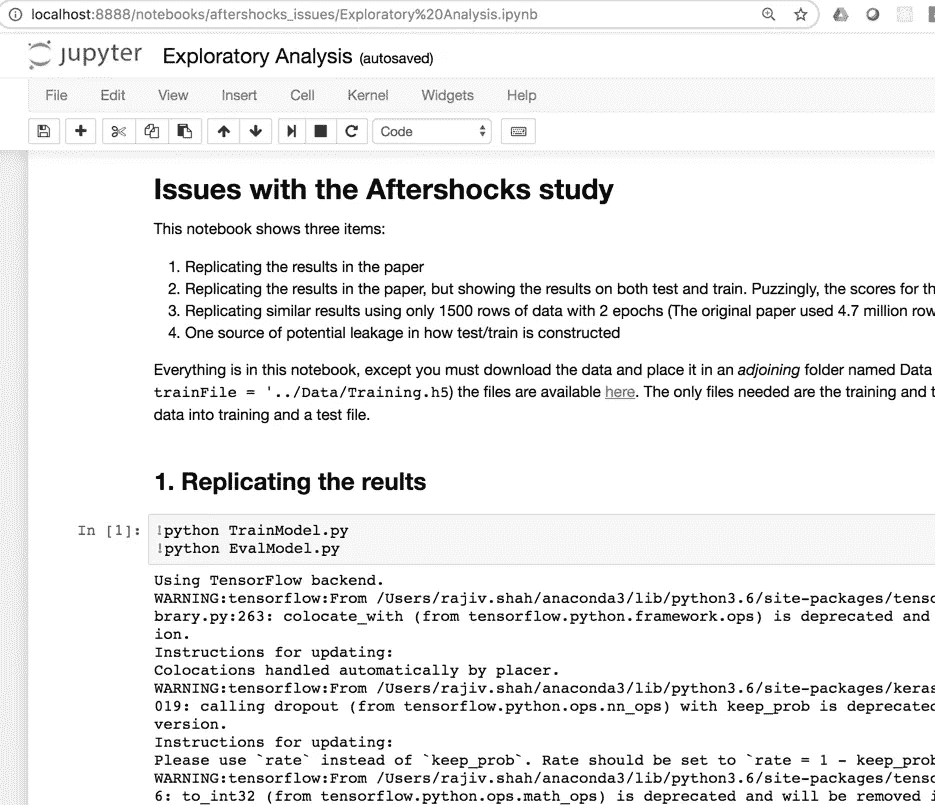 localhost:8888/notebooks/aftershocks_issues/Exploratory%20Analysis.ipynb
jupyter Exploratory Analysis (autosaved)
File Edit View Insert Cell Kernel Widgets Help
Code
Issues with the Aftershocks study
This notebook shows three items:
1. Replicating the results in the paper
2. Replicating the results in the paper, but showing the results on both test and train. Puzzingly, the scores for th
3. Replicating similar results using only 1500 rows of data with 2 epochs (The original paper used 4.7 million row
4. One source of potential leakage in how test/train is constructed
Everything is in this notebook, except you must download the data and place it in an adjoining folder named Data
trainFile = '../Data/Training.h5) the files are available here. The only files needed are the training and t
data into training and a test file.
1. Replicating the reults
In [1]: !python TrainModel.py
!python EvalModel.py
Using TensorFlow backend.
WARNING:tensorflow:From /Users/rajiv.shah/anaconda3/lib/python3.6/site-packages/tenso
brary.py:263: colocate_with (from tensorflow.python.framework.ops) is deprecated and
ion.
Instructions for updating:
Colocations handled automatically by placer.
WARNING:tensorflow:From /Users/rajiv.shah/anaconda3/lib/python3.6/site-packages/keras
019: calling dropout (from tensorflow.python.ops.nn_ops) with keep_prob is deprecated
version.
Instructions for updating:
Please use `rate` instead of `keep_prob`. Rate should be set to `rate = 1 - keep_prob
WARNING:tensorflow:From /Users/rajiv.shah/anaconda3/lib/python3.6/site-packages/tenso
6: to_int32 (from tensorflow.python.ops.math_ops) is deprecated and will be removed i